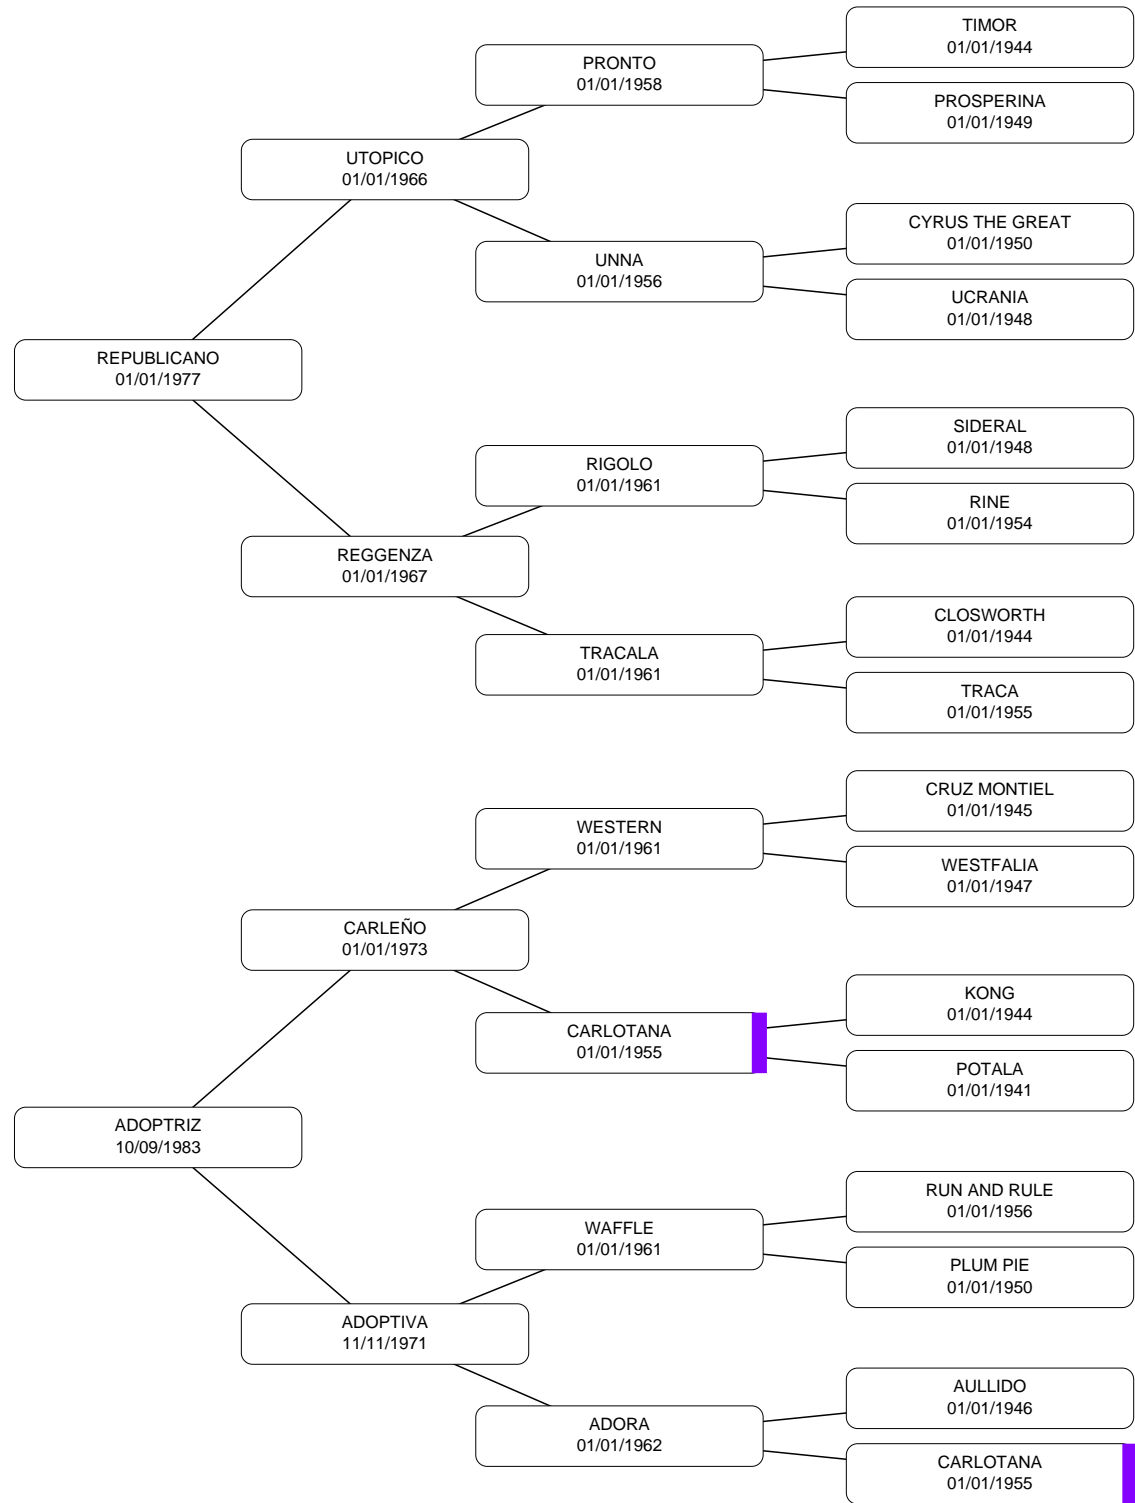 TIMOR
01/01/1944
PRONTO
01/01/1958
PROSPERINA
01/01/1949
UTOPICO
01/01/1966
CYRUS THE GREAT
01/01/1950
UNNA
01/01/1956
UCRANIA
01/01/1948
REPUBLICANO
01/01/1977
SIDERAL
01/01/1948
RIGOLO
01/01/1961
RINE
01/01/1954
REGGENZA
01/01/1967
CLOSWORTH
01/01/1944
TRACALA
01/01/1961
TRACA
01/01/1955
CRUZ MONTIEL
01/01/1945
WESTERN
01/01/1961
WESTFALIA
01/01/1947
CARLEÑO
01/01/1973
KONG
01/01/1944
CARLOTANA
01/01/1955
POTALA
01/01/1941
ADOPTRIZ
10/09/1983
RUN AND RULE
01/01/1956
WAFFLE
01/01/1961
PLUM PIE
01/01/1950
ADOPTIVA
11/11/1971
AULLIDO
01/01/1946
ADORA
01/01/1962
CARLOTANA
01/01/1955